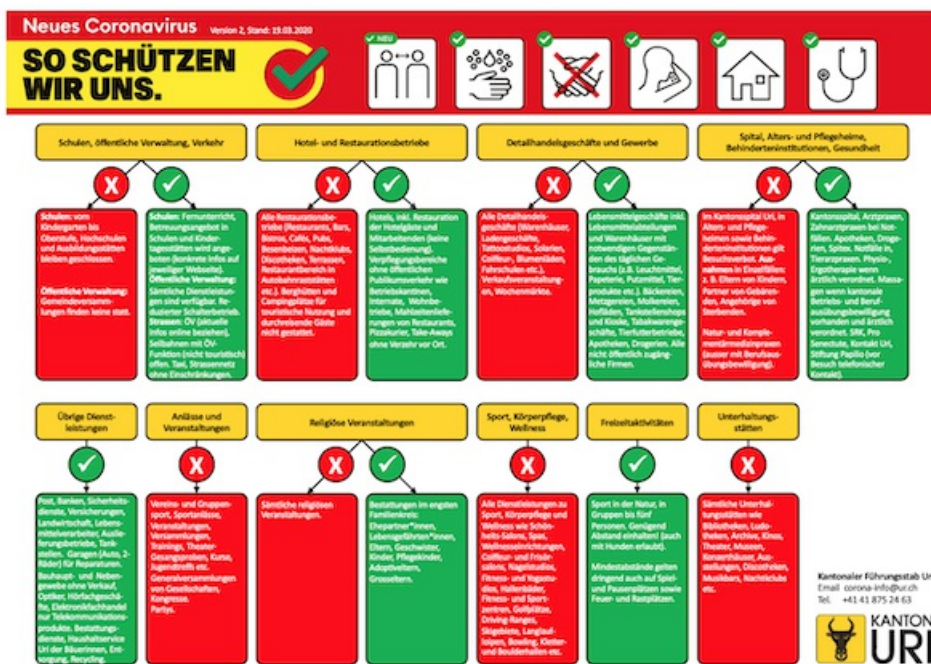 Neues Coronavirus Version 2, Stand: 19.03.2020
SO SCHÜTZEN
WIR UNS.
NEU
Schulen, öffentliche Verwaltung, Verkehr
X
Schulen: vom
Kindergarten bis
Oberstufe, Hochschulen
und Ausbildungsstätten
bleiben geschlossen.
Öffentliche Verwaltung:
Gemeindeversamm-
lungen finden keine statt.
Schulen: Fernunterricht,
Betreuungsangebot in
Schulen und Kinder-
tagestätten wird ange-
boten (konkrete Infos auf
jeweiliger Webseite).
Öffentliche Verwaltung:
Sämtliche Dienstleistun-
gen sind verfügbar. Re-
duzierter Schalterbetrieb.
Strassen: ÖV (aktuelle
Infos online beziehen),
Seilbahnen mit ÖV-
Funktion (nicht touristisch)
offen. Taxi, Strassennetz
ohne Einschränkungen.
Hotel- und Restaurationsbetriebe
X
Alle Restaurationsbe-
triebe (Restaurants, Bars,
Bistros, Cafés, Pubs,
Besenbeizen, Nachtklubs,
Discotheken, Terrassen,
Restaurantbereich in
Autobahnraststätten
etc.). Berghütten und
Campingplätze für
touristische Nutzung und
durchreisende Gäste
nicht gestattet.
Hotels, inkl. Restauration
der Hotelgäste und
Mitarbeitenden (keine
Selbstbedienung).
Verpflegungsbereiche
ohne öffentlichen
Publikumsverkehr wie
Betriebskantinen,
Internate, Wohnbe-
triebe, Mahlzeitenliefe-
rungen von Restaurants,
Pizzakurier, Take-Aways
ohne Verzehr vor Ort.
Detailhandelsgeschäfte und Gewerbe
X
Alle Detailhandels-
geschäfte (Warenhäuser,
Ladengeschäfte,
Tattoostudios, Solarien,
Coiffeur-, Blumenläden,
Fahrschulen etc.),
Verkaufsveranstaltun-
gen, Wochenmärkte.
Lebensmittelgeschäfte inkl.
Lebensmittelabteilungen
und Warenhäuser mit
notwendigen Gegenstän-
den des täglichen Ge-
brauchs (z.B. Leuchtmittel,
Papeterie, Putzmittel, Tier-
produkte etc.). Bäckereien,
Metzgereien, Molkereien,
Hofläden, Tankstellenshops
und Kioske, Tabakwarenge-
schäfte, Tierfutterbetriebe,
Apotheken, Drogerien. Alle
nicht öffentlich zugäng-
liche Firmen.
Spital, Alters- und Pflegeheime,
Behinderteninstitutionen, Gesundheit
X
Im Kantonsspital Uri, in
Alters- und Pflege-
heimen sowie Behinde-
rteninstitutionen gilt
Besuchsverbot. Aus-
nahmen in Einzelfällen:
z. B. Eltern von Kindern,
Partner von Gebären-
den, Angehörige von
Sterbenden.
Natur- und Komple-
mentärmedizinpraxen
(ausser mit Berufsaus-
übungsbewilligung).
Kantonsspital, Arztpraxen,
Zahnarztpraxen bei Not-
fällen. Apotheken, Droge-
rien, Spitex. Notfälle in
Tierarztpraxen. Physio-,
Ergotherapie wenn
ärztlich verordnet. Massa-
gen wenn kantonale
Betriebs- und Beruf-
ausübungsbewilligung
vorhanden und ärztlich
verordnet. SRK, Pro
Senectute, Kontakt Uri,
Stiftung Papilio (vor
Besuch telefonischer
Kontakt).
Übrige Dienst-
leistungen
Post, Banken, Sicherheits-
dienste, Versicherungen,
Landwirtschaft, Lebens-
mittelverarbeiter, Auslie-
ferungsbetriebe, Tank-
stellen. Garagen (Auto, 2-
Räder) für Reparaturen.
Bauhaupt- und Neben-
gewebe ohne Verkauf,
Optiker, Hörfachgeschä-
fte, Elektronikfachhandel
nur Telekommunikations-
produkte. Bestattungs-
dienste, Haushaltservice
Uri der Bäuerinnen, Ent-
sorgung, Recycling.
Anlässe und
Veranstaltungen
X
Vereins- und Gruppen-
sport, Sportanlässe,
Veranstaltungen,
Versammlungen,
Trainings, Theater-
Gesangsproben, Kurse,
Jugendtreffs etc.
Generalversammlungen
von Gesellschaften,
Kongresse.
Partys.
Religiöse Veranstaltungen
X
Sämtliche religiösen
Veranstaltungen.
Bestattungen im engsten
Familienkreis:
Ehepartner*innen,
Lebensgefährten*innen,
Eltern, Geschwister,
Kinder, Pflegekinder,
Adoptiveltern,
Grosseltern.
Sport, Körperpflege,
Wellness
X
Alle Dienstleistungen zu
Sport, Körperpflege und
Wellness wie Schön-
heits-Salons, Spas,
Wellnesseinrichtungen,
Coiffeur- und Frisör-
salons, Nagelstudios,
Fitness- und Yogastu-
dios, Hallenbäder,
Fitness- und Sport-
zentren, Golfplätze,
Driving-Ranges,
Skigebiete, Langlauf-
loipen, Bowling, Kletter-
und Boulderhallen etc.
Freizeitaktivitäten
Sport in der Natur, in
Gruppen bis fünf
Personen. Genügend
Abstand einhalten! (auch
mit Hunden erlaubt).
Mindestabstände gelten
dringend auch auf Spiel-
und Pausenplätzen sowie
Feuer- und Rastplätzen.
Unterhaltungs-
stätten
X
Sämtliche Unterhal-
tungsstätten wie
Bibliotheken, Ludo-
theken, Archive, Kinos,
Theater, Museen,
Konzerthäuser, Aus-
stellungen, Discotheken,
Musikbars, Nachtclubs
etc.
Kantonaler Führungsstab Uri
Email corona-info@ur.ch
Tel. +41 41 875 24 63
KANTON
URI